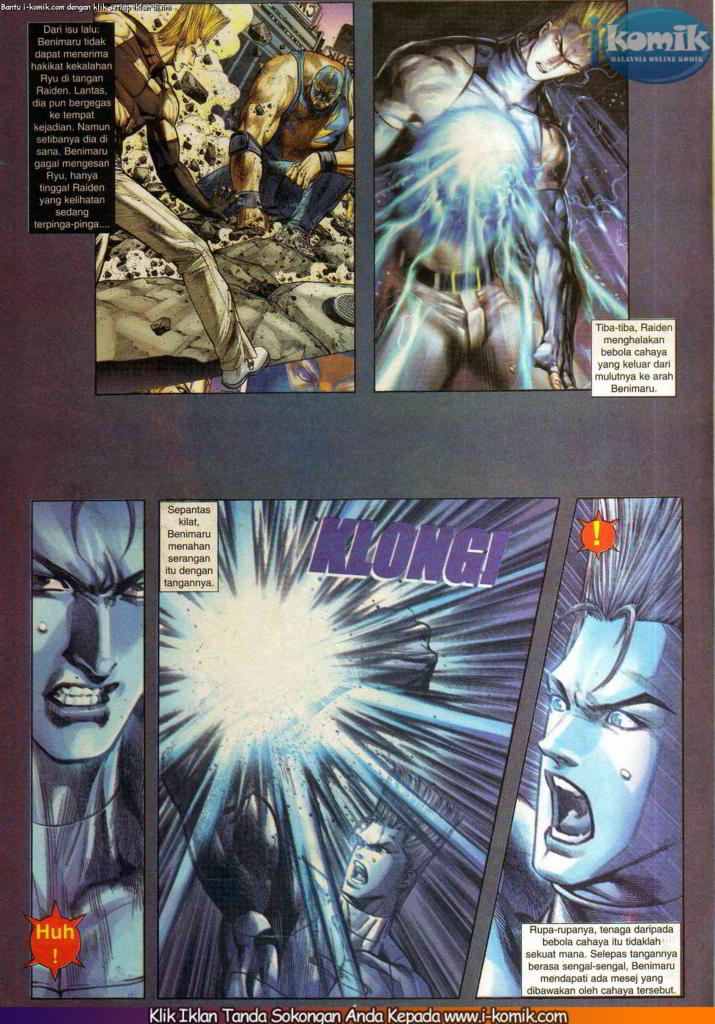 Bantu i-komik.com dengan klik setiap iklan disini
Dari isu lalu:
Benimaru tidak
dapat menerima
hakikat kekalahan
Ryu di tangan
Raiden. Lantas,
dia pun bergegas
ke tempat
kejadian. Namun
setibanya dia di
sana, Benimaru
gagal mengesan
Ryu, hanya
tinggal Raiden
yang kelihatan
sedang
terpinga-pinga....
ikomik
MALAYSIA ONLINE KOMIK
Tiba-tiba, Raiden
menghalakan
bebola cahaya
yang keluar dari
mulutnya ke arah
Benimaru.
Huh
!
Sepantas
kilat,
Benimaru
menahan
serangan
itu dengan
tangannya.
KLONG!
!
Rupa-rupanya, tenaga daripada
bebola cahaya itu tidaklah
sekuat mana. Selepas tangannya
berasa sengal-sengal, Benimaru
mendapati ada mesej yang
dibawakan oleh cahaya tersebut.
Klik Iklan Tanda Sokongan Anda Kepada www.i-komik.com